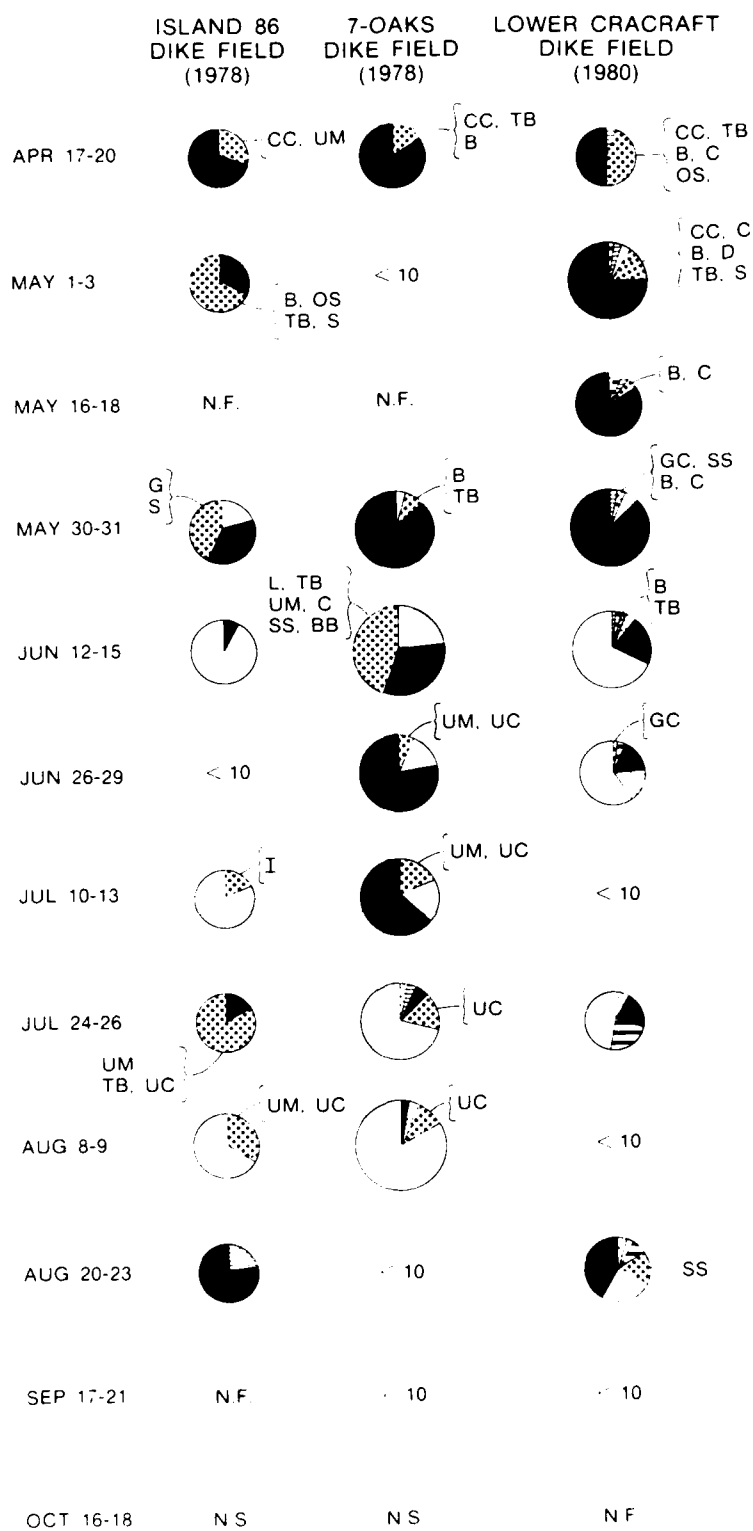 ISLAND 86 7-OAKS LOWER CRACRAFT
DIKE FIELD DIKE FIELD DIKE FIELD
(1978) (1978) (1980)
APR 17-20 CC, UM CC, TB CC, TB
B B, C
OS.
MAY 1-3 < 10 CC, C
B, OS B, D
TB, S TB, S
MAY 16-18 N.F. N.F. B, C
MAY 30-31 G B GC, SS
S TB B, C
JUN 12-15 L, TB B
UM, C TB
SS, BB
JUN 26-29 < 10 UM, UC GC
JUL 10-13 I UM, UC < 10
JUL 24-26 UC
UM
TB, UC
AUG 8-9 UM, UC UC < 10
AUG 20-23 < 10 SS
SEP 17-21 N.F. < 10 < 10
OCT 16-18 N S N S N F